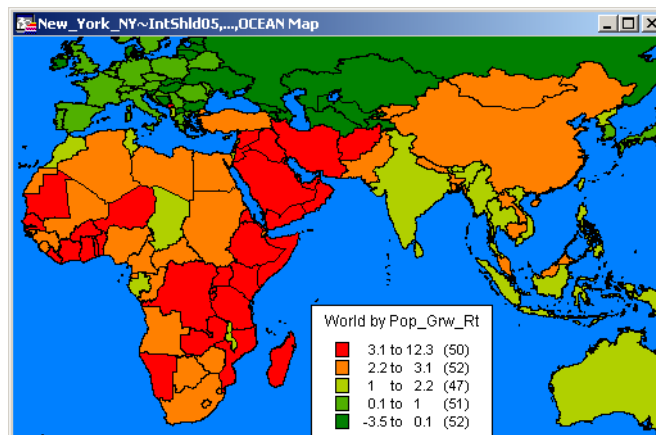 New_York_NY~IntShld05,...,OCEAN Map
World by Pop_Grw_Rt
3.1 to 12.3 (50)
2.2 to 3.1 (52)
1 to 2.2 (47)
0.1 to 1 (51)
-3.5 to 0.1 (52)